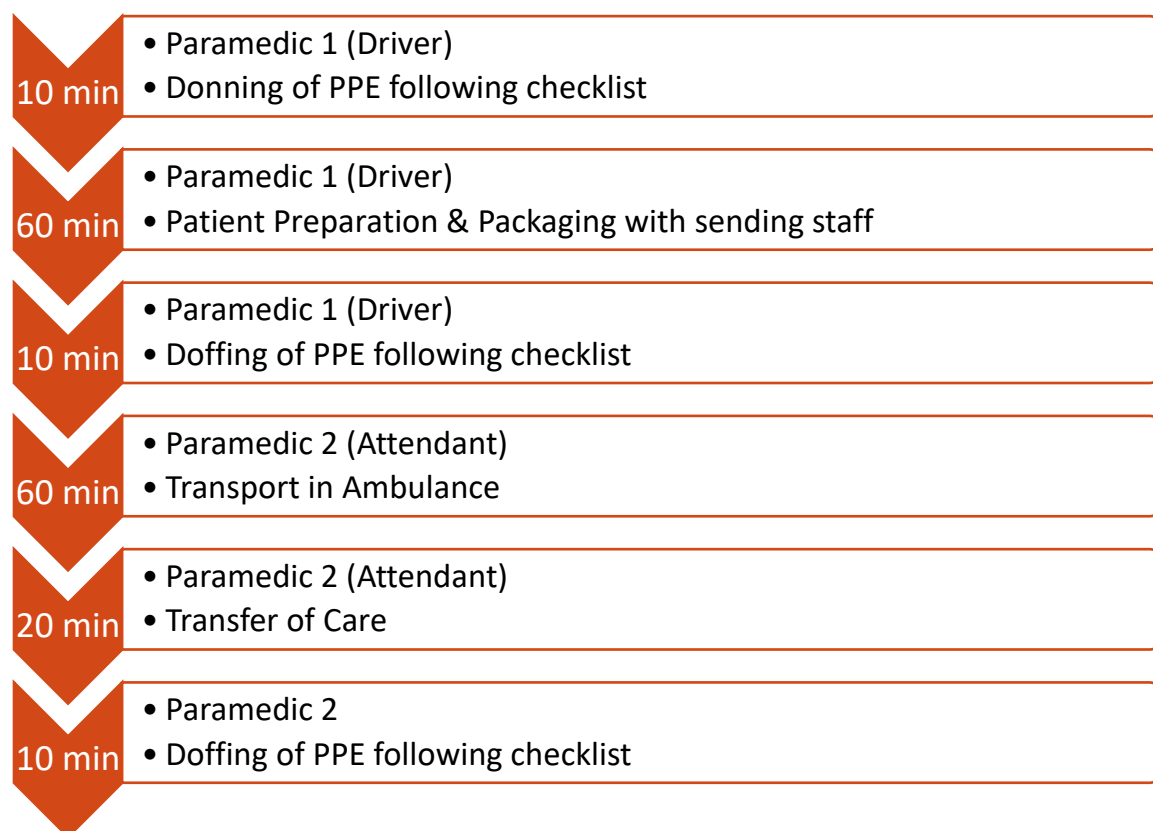 10 min
• Paramedic 1 (Driver)
• Donning of PPE following checklist
60 min
• Paramedic 1 (Driver)
• Patient Preparation & Packaging with sending staff
10 min
• Paramedic 1 (Driver)
• Doffing of PPE following checklist
60 min
• Paramedic 2 (Attendant)
• Transport in Ambulance
20 min
• Paramedic 2 (Attendant)
• Transfer of Care
10 min
• Paramedic 2
• Doffing of PPE following checklist